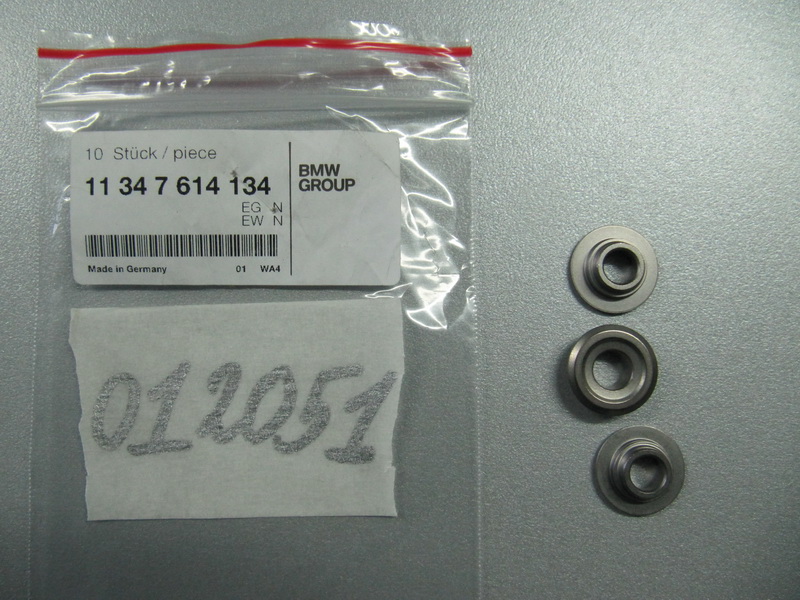 10 Stück / piece
11 34 7 614 134
EG N
EW N
Made in Germany 01 WA4
BMW
GROUP
012051